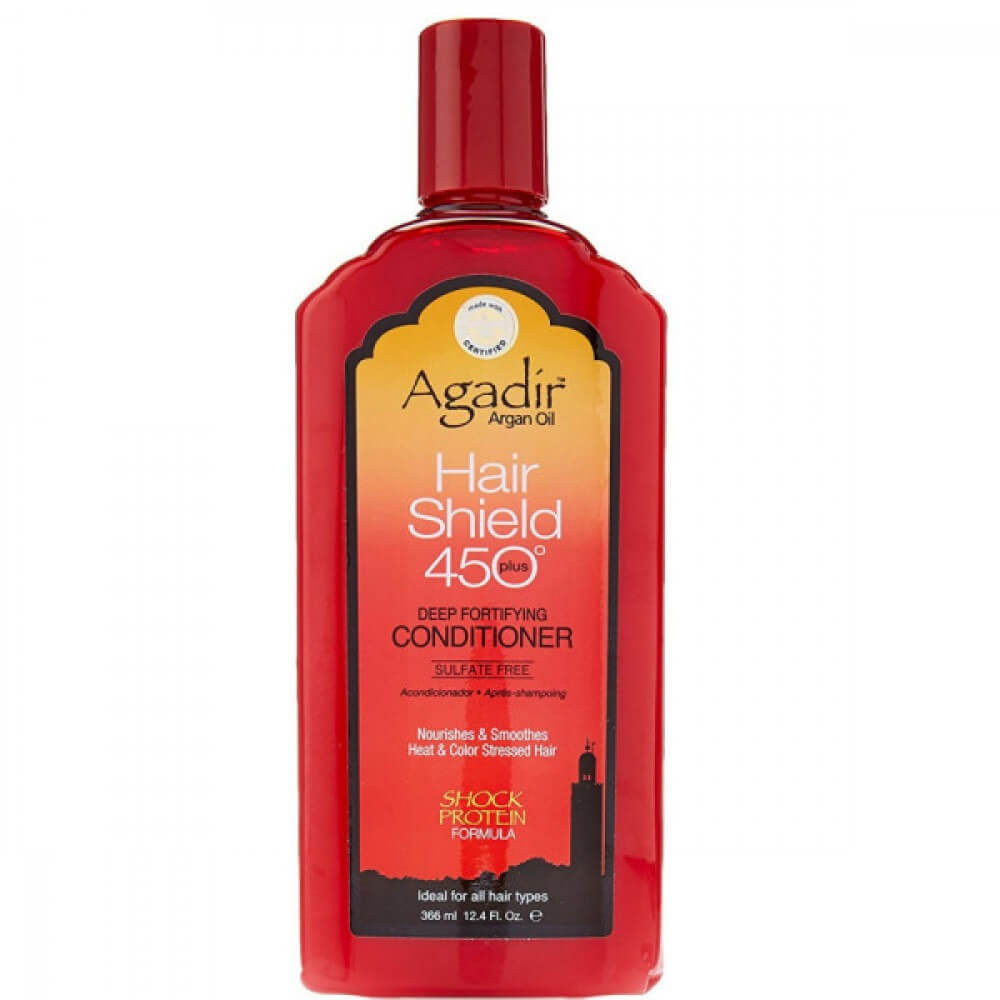 made with
CERTIFIED
Agadir™
Argan Oil
Hair
Shield
450°
plus
DEEP FORTIFYING
CONDITIONER
SULFATE FREE
Acondicionador • Après-shampoing
Nourishes & Smoothes
Heat & Color Stressed Hair
SHOCK
PROTEIN
FORMULA
Ideal for all hair types
366 ml 12.4 Fl. Oz. ℮